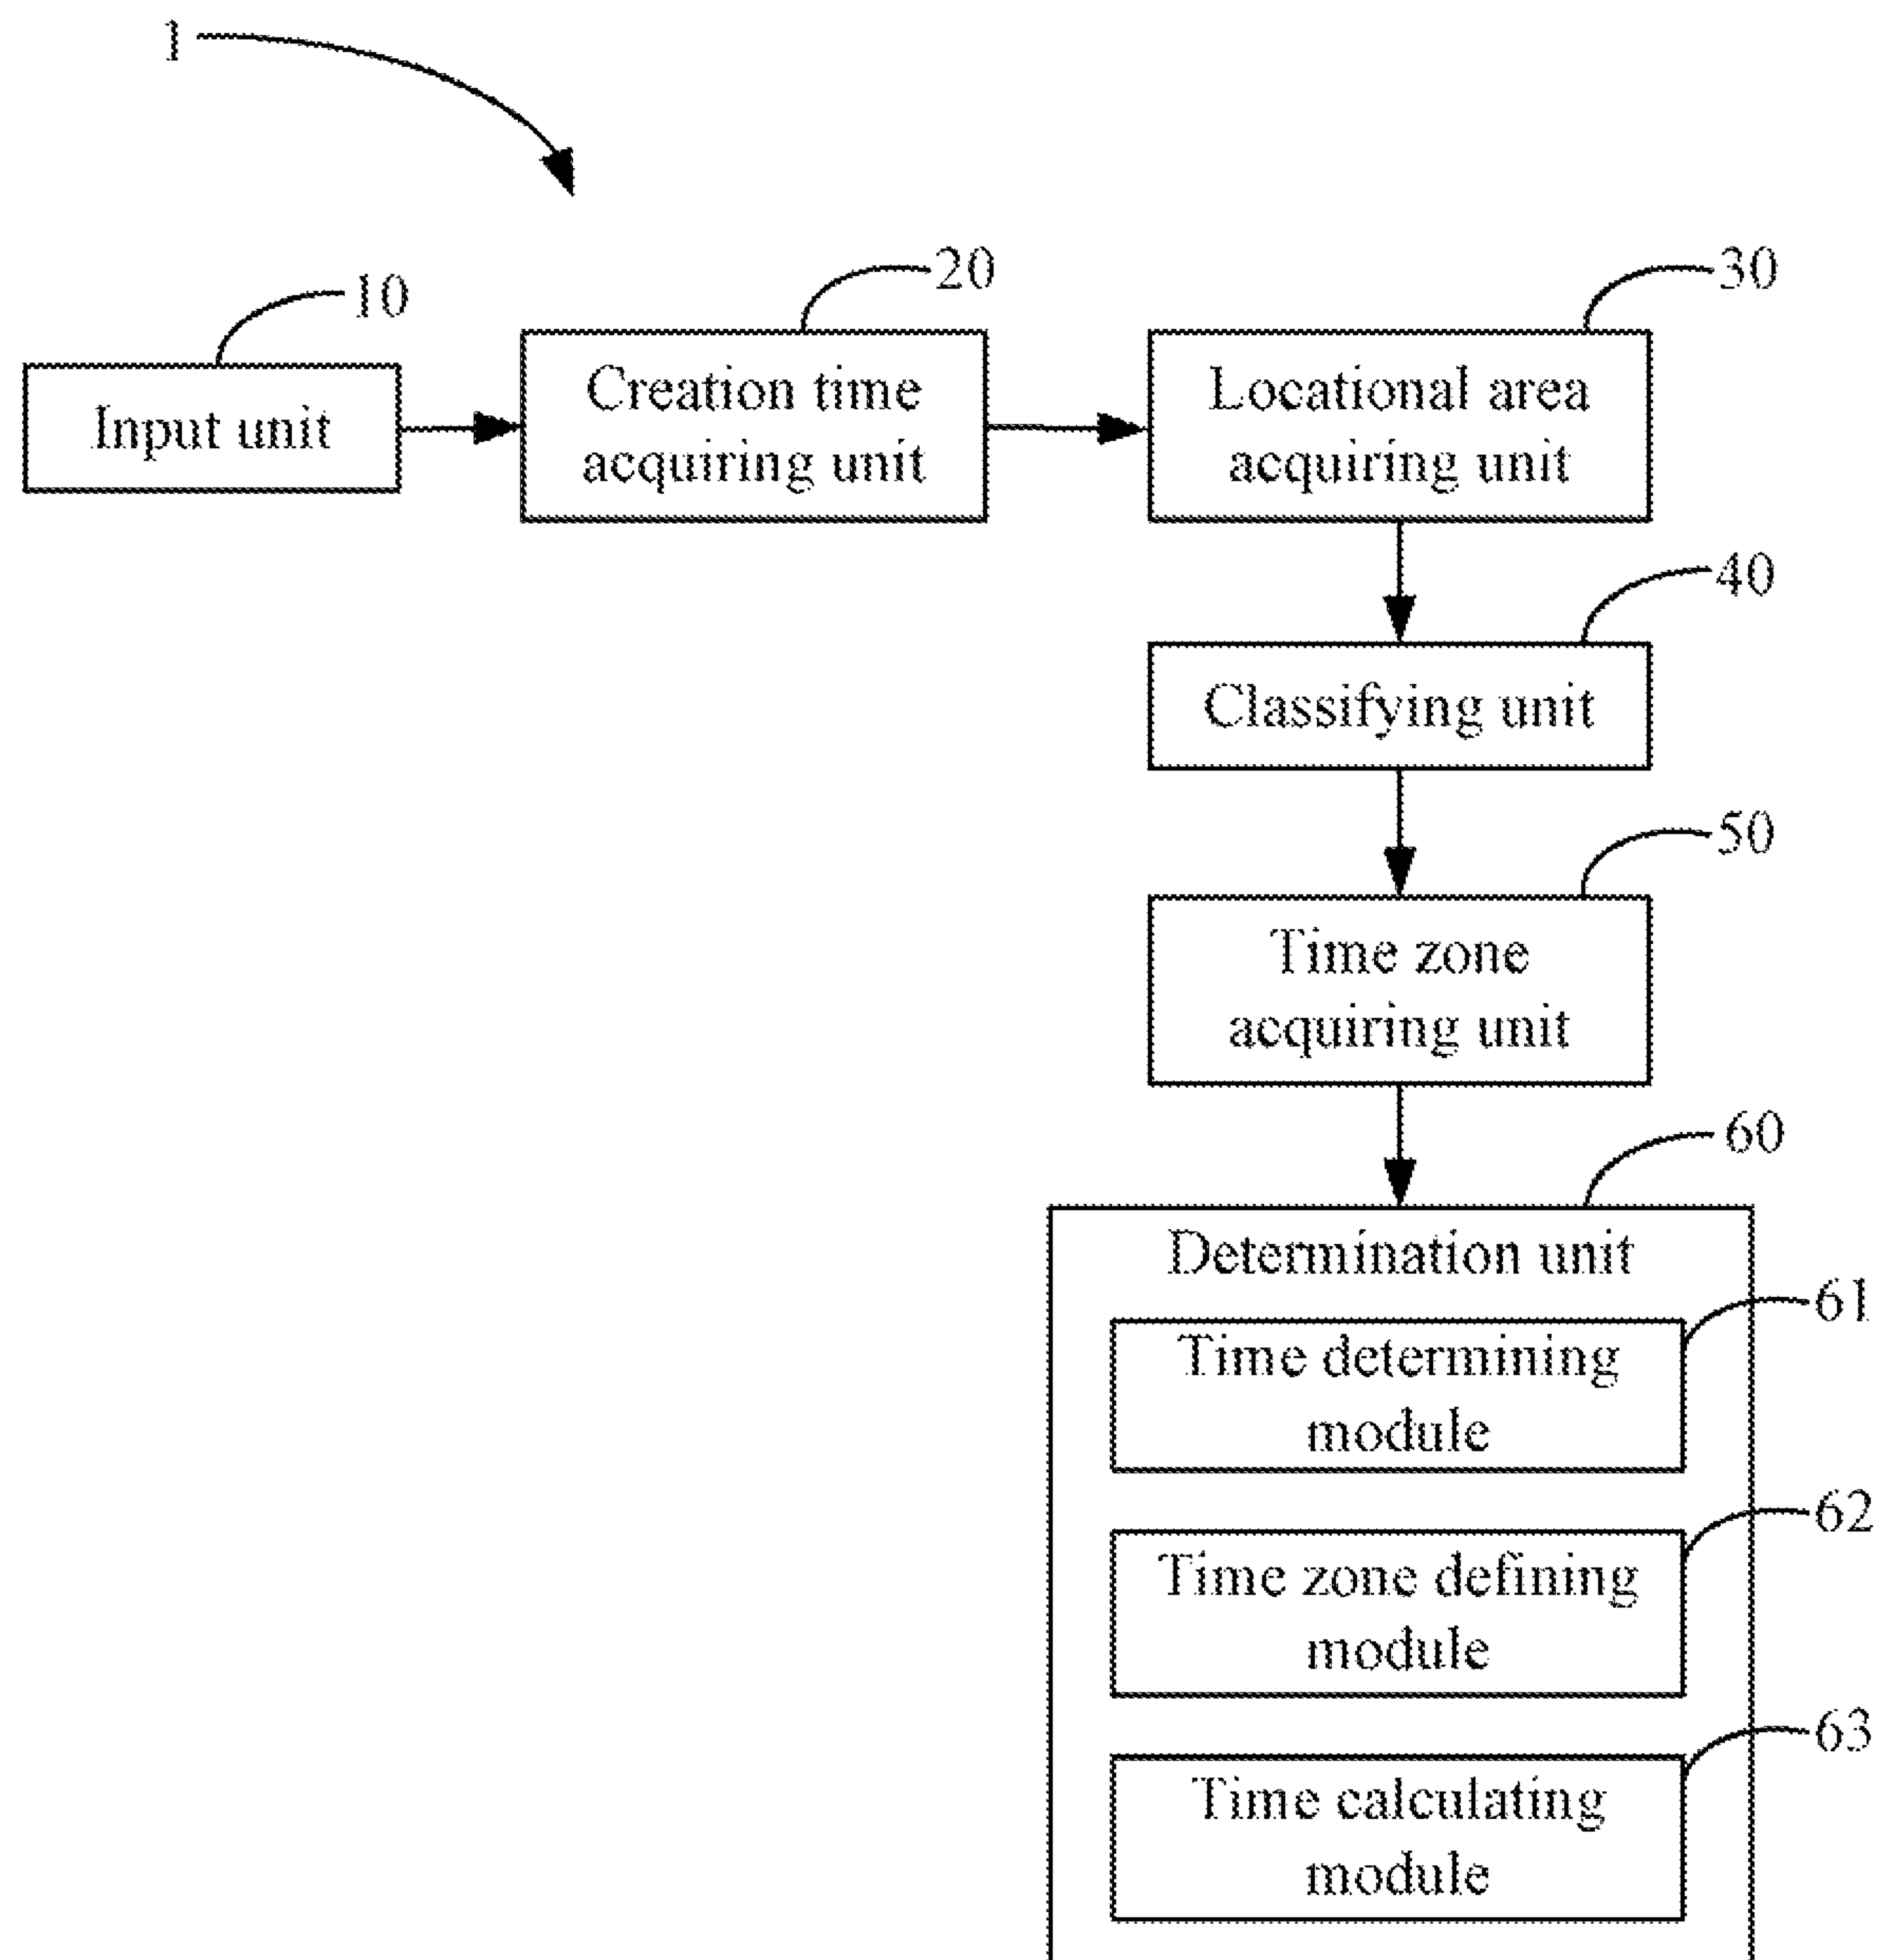 1
10
Input unit
20
Creation time
acquiring unit
30
Locational area
acquiring unit
40
Classifying unit
50
Time zone
acquiring unit
60
Determination unit
61
Time determining
module
62
Time zone defining
module
63
Time calculating
module